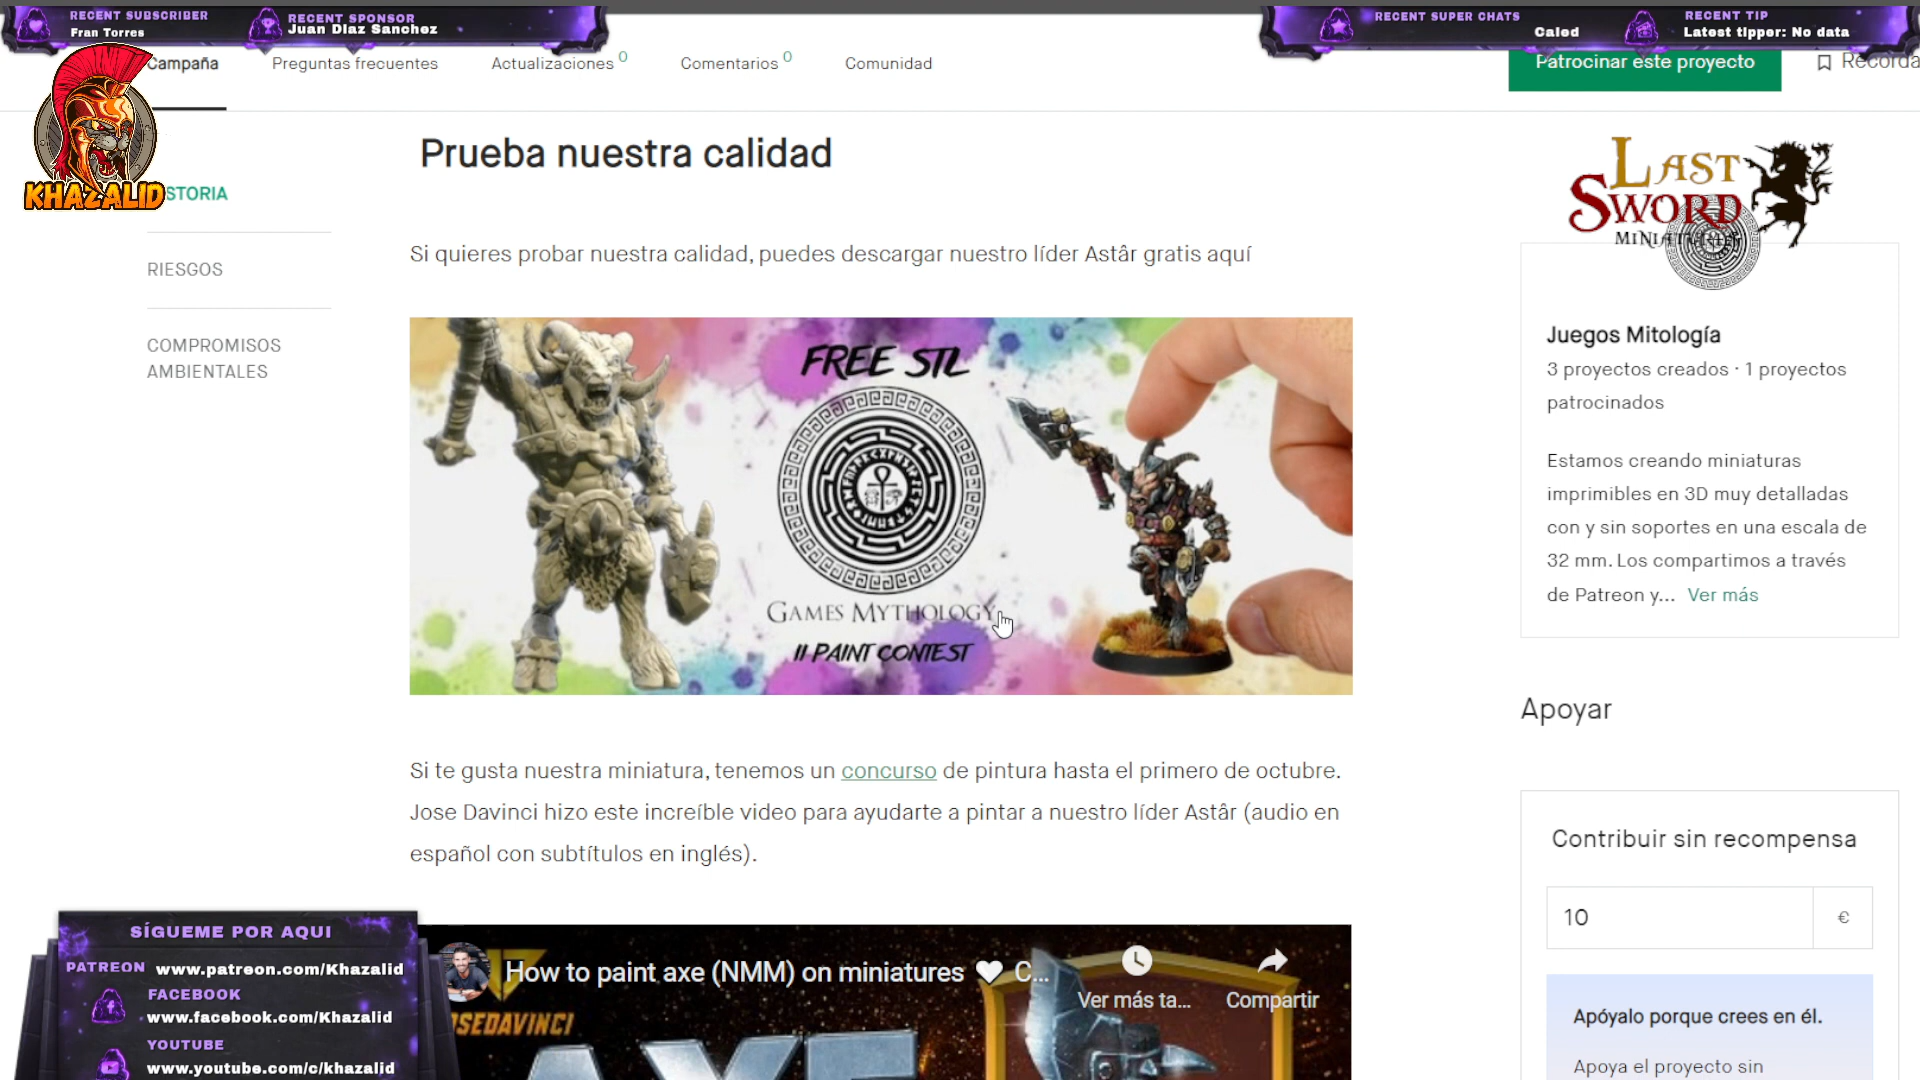 RECENT SUBSCRIBER
Fran Torres
RECENT SPONSOR
Juan Diaz Sanchez
RECENT SUPER CHATS
Caled
RECENT TIP
Latest tipper: No data
Campaña
Preguntas frecuentes
Actualizaciones 0
Comentarios 0
Comunidad
Patrocinar este proyecto
Recorda
KHAZALID
STORIA
RIESGOS
COMPROMISOS
AMBIENTALES
Prueba nuestra calidad
Si quieres probar nuestra calidad, puedes descargar nuestro líder Astâr gratis aquí
FREE STL
GAMES MYTHOLOGY
II PAINT CONTEST
Si te gusta nuestra miniatura, tenemos un concurso de pintura hasta el primero de octubre.
Jose Davinci hizo este increíble video para ayudarte a pintar a nuestro líder Astâr (audio en
español con subtítulos en inglés).
How to paint axe (NMM) on miniatures ❤ C...
Ver más ta...
Compartir
JOSEDAVINCI
AXE
LAST
SWORD
MINIATURES
Juegos Mitología
3 proyectos creados · 1 proyectos
patrocinados
Estamos creando miniaturas
imprimibles en 3D muy detalladas
con y sin soportes en una escala de
32 mm. Los compartimos a través
de Patreon y... Ver más
Apoyar
Contribuir sin recompensa
10 €
Apóyalo porque crees en él.
Apoya el proyecto sin
SÍGUEME POR AQUI
PATREON www.patreon.com/Khazalid
FACEBOOK
www.facebook.com/Khazalid
YOUTUBE
www.youtube.com/c/khazalid